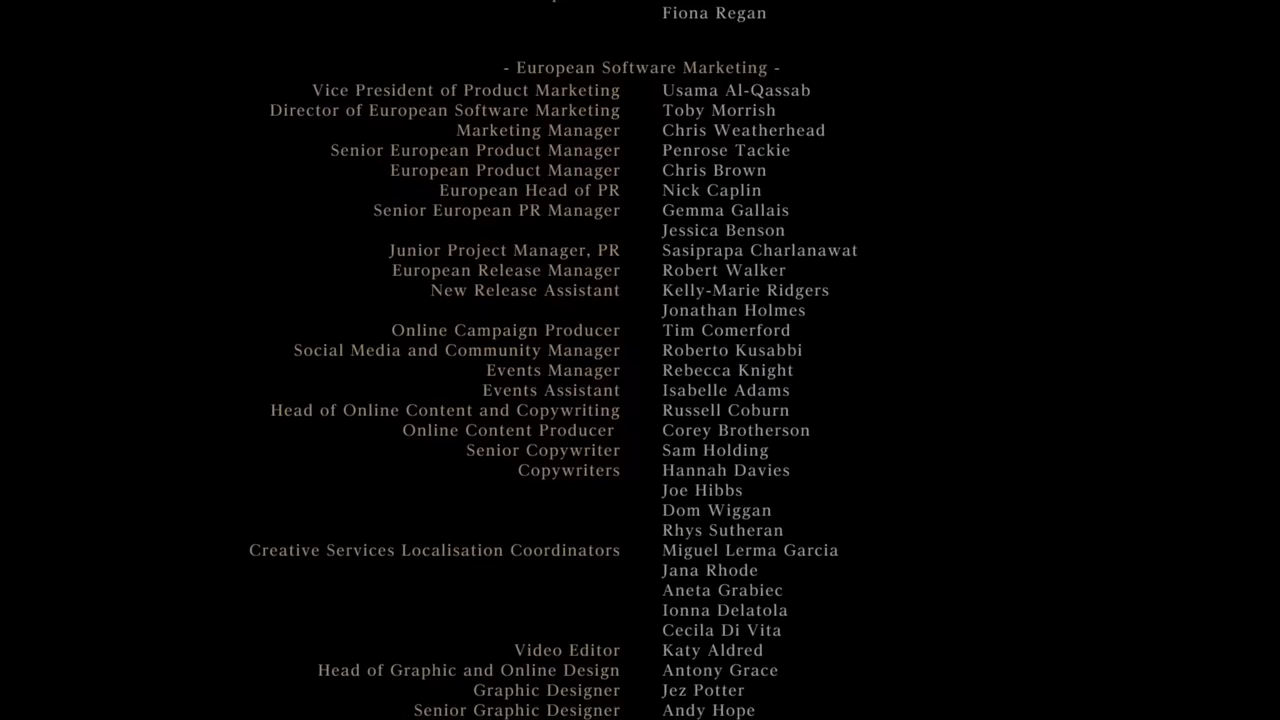 Fiona Regan
- European Software Marketing -
Vice President of Product Marketing Usama Al-Qassab
Director of European Software Marketing Toby Morrish
Marketing Manager Chris Weatherhead
Senior European Product Manager Penrose Tackie
European Product Manager Chris Brown
European Head of PR Nick Caplin
Senior European PR Manager Gemma Gallais
Jessica Benson
Junior Project Manager, PR Sasiprapa Charlanawat
European Release Manager Robert Walker
New Release Assistant Kelly-Marie Ridgers
Jonathan Holmes
Online Campaign Producer Tim Comerford
Social Media and Community Manager Roberto Kusabbi
Events Manager Rebecca Knight
Events Assistant Isabelle Adams
Head of Online Content and Copywriting Russell Coburn
Online Content Producer Corey Brotherson
Senior Copywriter Sam Holding
Copywriters Hannah Davies
Joe Hibbs
Dom Wiggan
Rhys Sutheran
Creative Services Localisation Coordinators Miguel Lerma Garcia
Jana Rhode
Aneta Grabiec
Ionna Delatola
Cecila Di Vita
Video Editor Katy Aldred
Head of Graphic and Online Design Antony Grace
Graphic Designer Jez Potter
Senior Graphic Designer Andy Hope